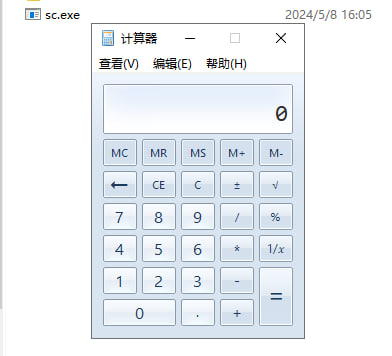 sc.exe 2024/5/8 16:05
计算器
查看(V) 编辑(E) 帮助(H)
0
MC MR MS M+ M-
← CE C ± √
7 8 9 / %
4 5 6 * 1/x
1 2 3 - =
0 . +